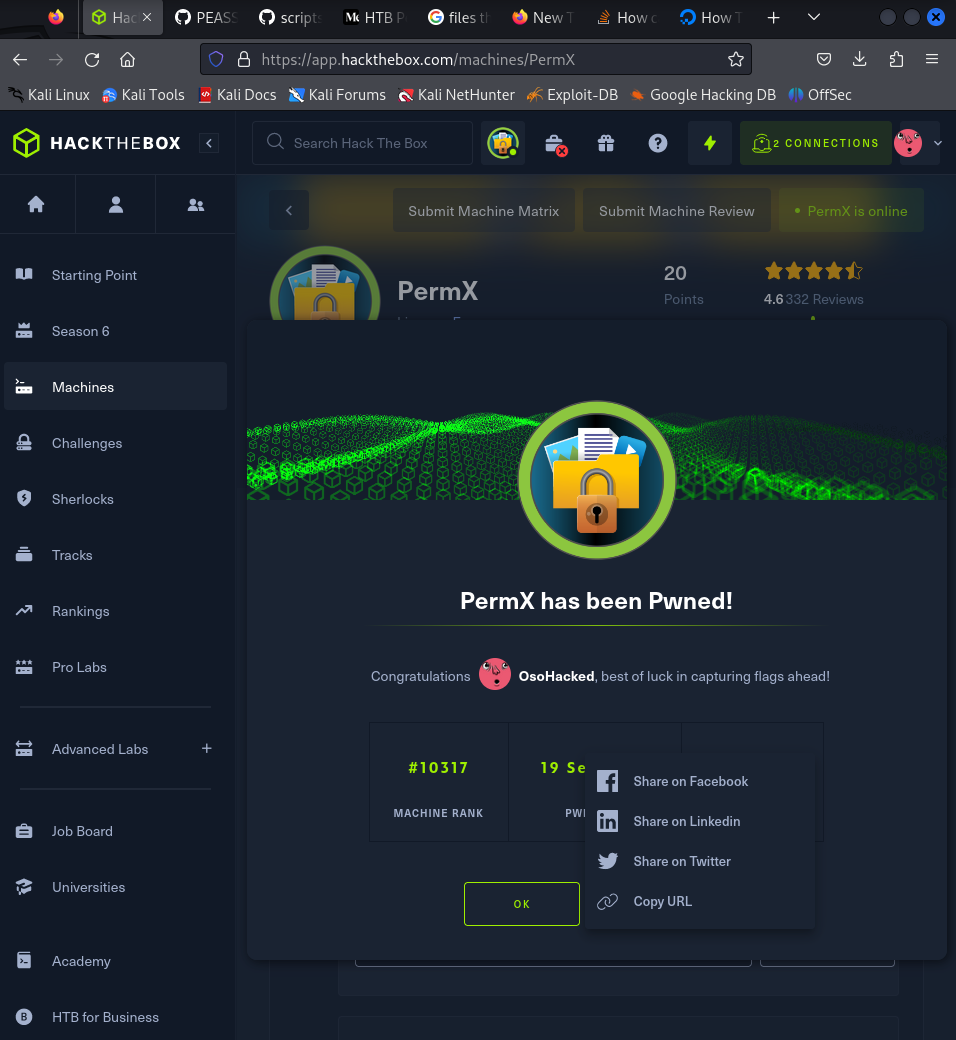 Hac
PEASS
scripts
HTB P
files th
New T
How c
How T
https://app.hackthebox.com/machines/PermX
Kali Linux
Kali Tools
Kali Docs
Kali Forums
Kali NetHunter
Exploit-DB
Google Hacking DB
OffSec
HACKTHEBOX
Search Hack The Box
2 CONNECTIONS
Submit Machine Matrix
Submit Machine Review
PermX is online
Starting Point
Season 6
Machines
Challenges
Sherlocks
Tracks
Rankings
Pro Labs
Advanced Labs
Job Board
Universities
Academy
HTB for Business
PermX
20
Points
4.6 332 Reviews
PermX has been Pwned!
Congratulations OsoHacked, best of luck in capturing flags ahead!
#10317
MACHINE RANK
19 Se
PW
Share on Facebook
Share on Linkedin
Share on Twitter
Copy URL
OK